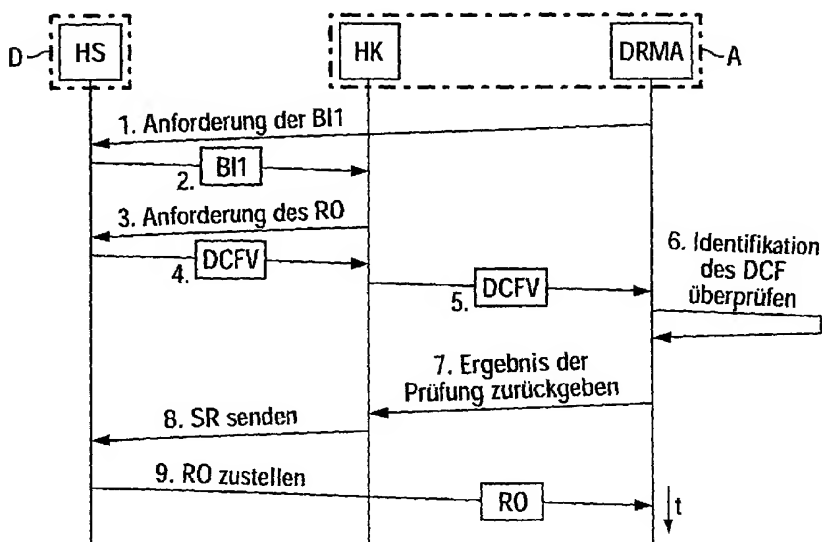 D
HS
HK
DRMA
A
1. Anforderung der BI1
2.
BI1
3. Anforderung des RO
4.
DCFV
5.
DCFV
6. Identifikation
des DCF
überprüfen
7. Ergebnis der
Prüfung zurückgeben
8. SR senden
9. RO zustellen
RO
t